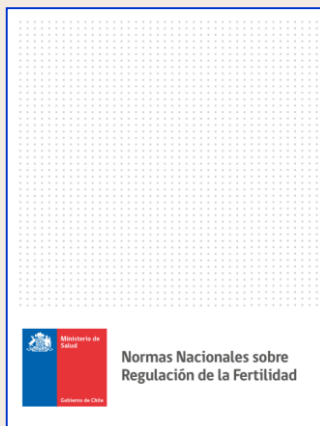 Ministerio de
Salud
Gobierno de Chile
Normas Nacionales sobre
Regulación de la Fertilidad